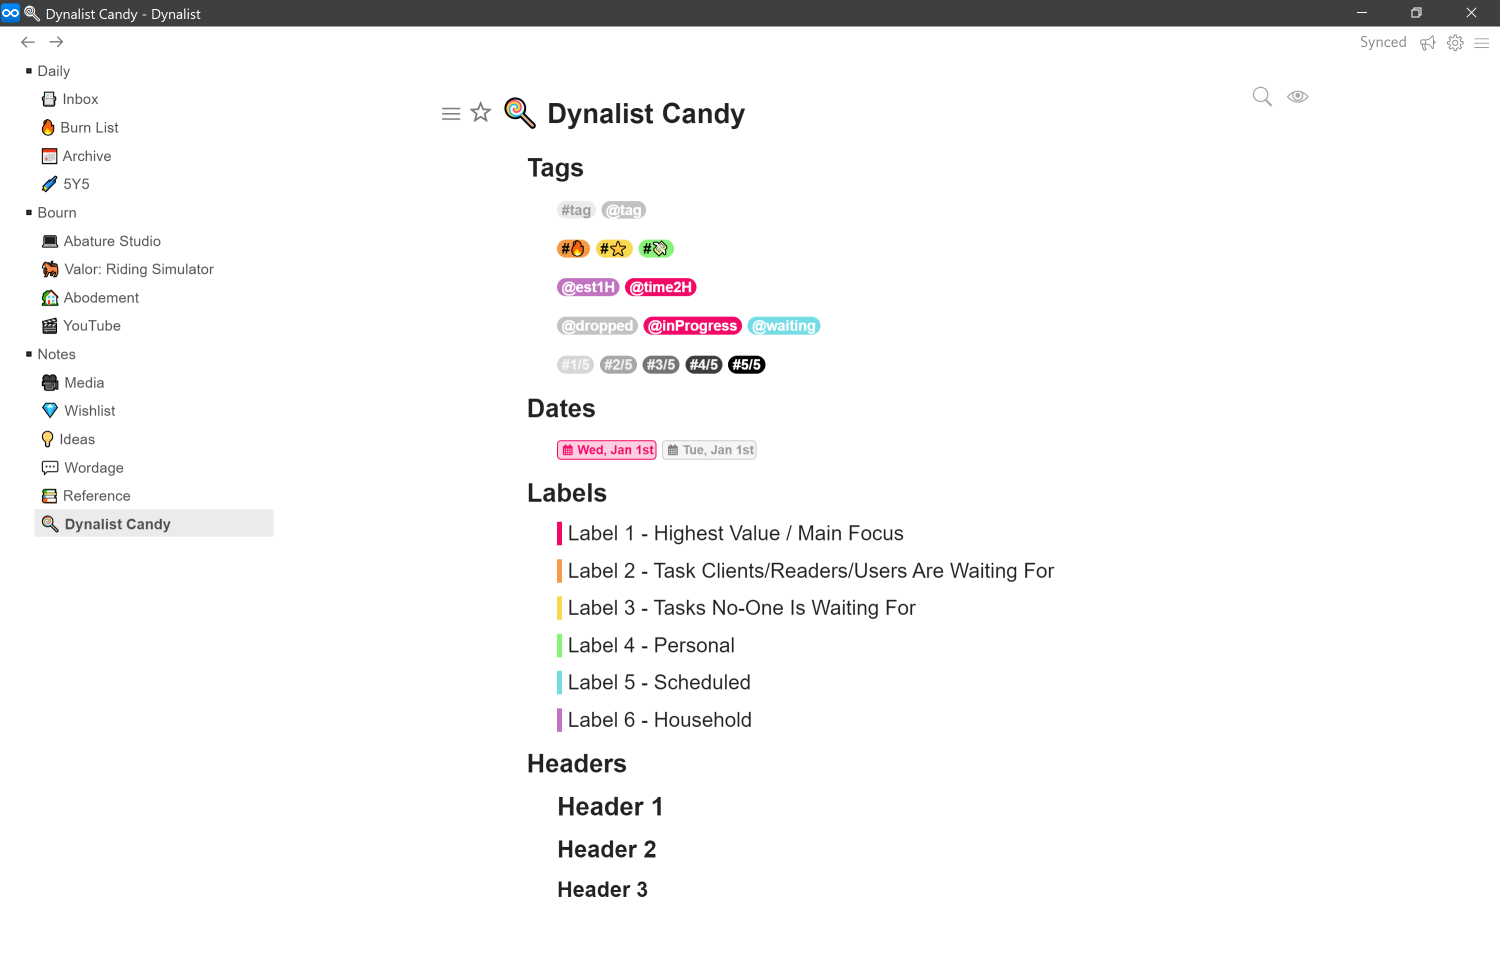 Dynalist Candy - Dynalist
Synced
Daily
Inbox
Burn List
Archive
5Y5
Bourn
Abature Studio
Valor: Riding Simulator
Abodement
YouTube
Notes
Media
Wishlist
Ideas
Wordage
Reference
Dynalist Candy
Dynalist Candy
Tags
#tag @tag
#🔥 #⭐ #
@est1H @time2H
@dropped @inProgress @waiting
#1/5 #2/5 #3/5 #4/5 #5/5
Dates
Wed, Jan 1st Tue, Jan 1st
Labels
Label 1 - Highest Value / Main Focus
Label 2 - Task Clients/Readers/Users Are Waiting For
Label 3 - Tasks No-One Is Waiting For
Label 4 - Personal
Label 5 - Scheduled
Label 6 - Household
Headers
Header 1
Header 2
Header 3